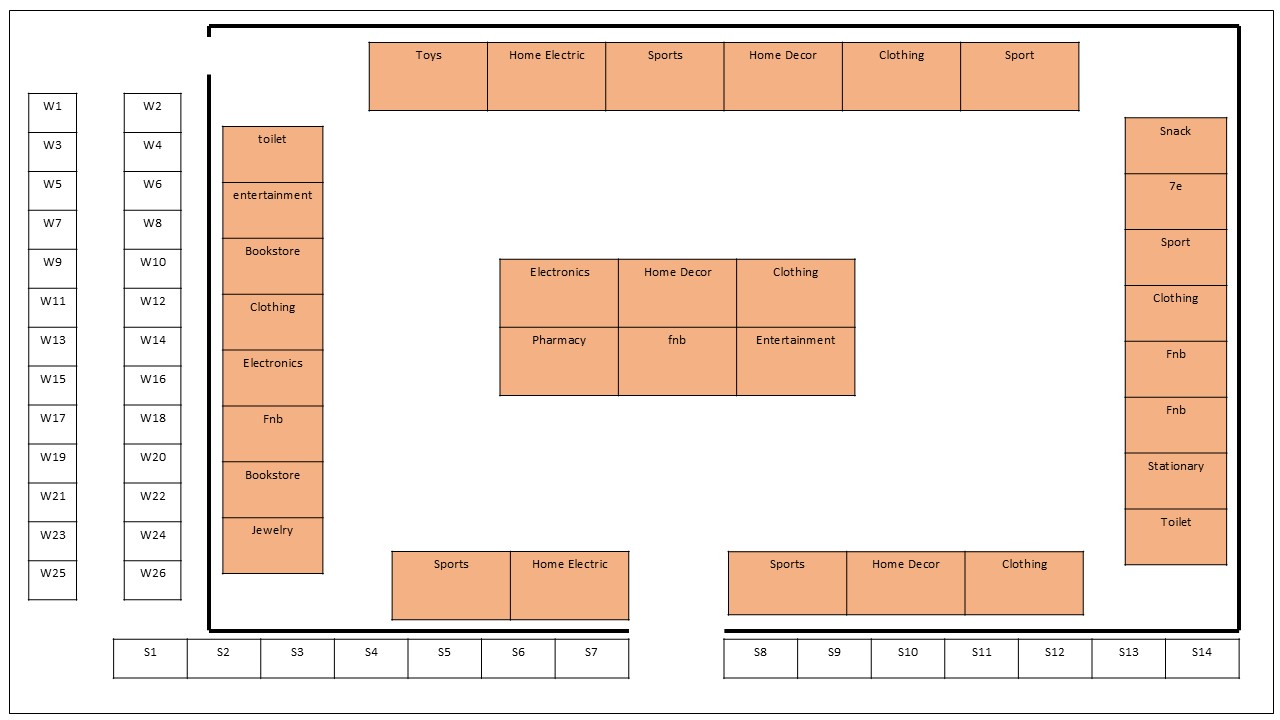 Toys
Home Electric
Sports
Home Decor
Clothing
Sport
W1
W2
W3
W4
W5
W6
W7
W8
W9
W10
W11
W12
W13
W14
W15
W16
W17
W18
W19
W20
W21
W22
W23
W24
W25
W26
toilet
entertainment
Bookstore
Clothing
Electronics
Fnb
Bookstore
Jewelry
Electronics
Home Decor
Clothing
Pharmacy
fnb
Entertainment
Snack
7e
Sport
Clothing
Fnb
Fnb
Stationary
Toilet
Sports
Home Electric
Sports
Home Decor
Clothing
S1
S2
S3
S4
S5
S6
S7
S8
S9
S10
S11
S12
S13
S14